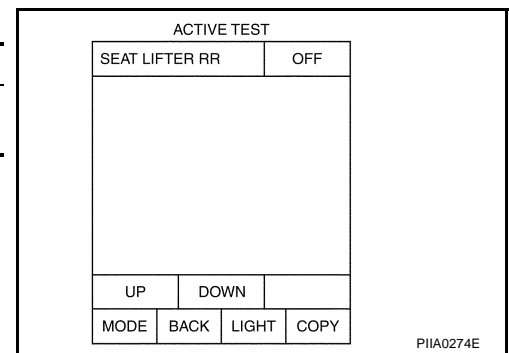 ACTIVE TEST
SEAT LIFTER RR OFF
UP DOWN
MODE BACK LIGHT COPY
PIIA0274E